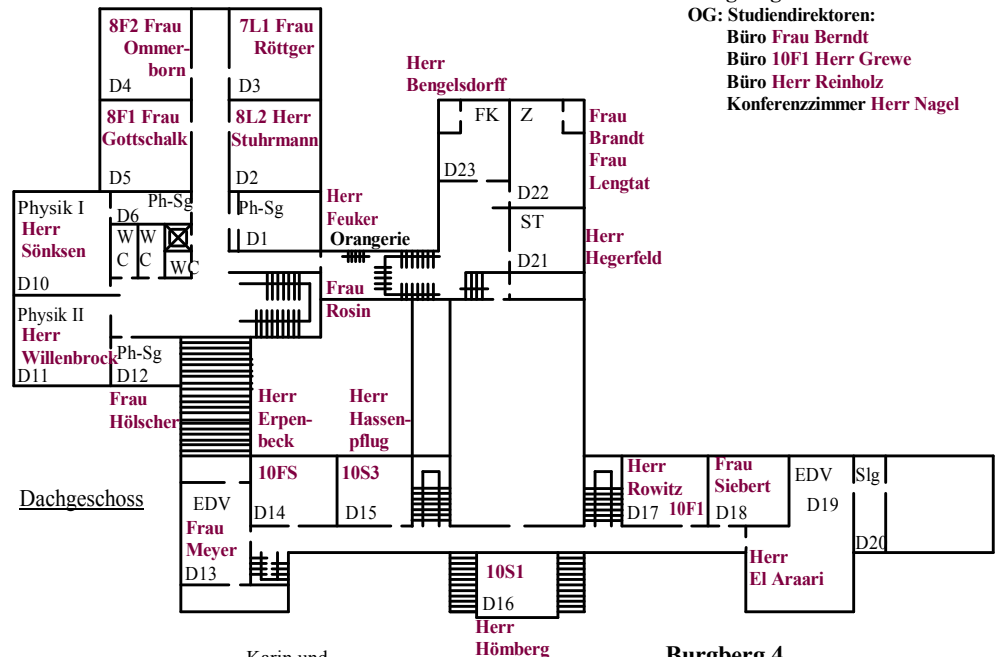 OG: Studiendirektoren:
Büro Frau Berndt
Büro 10F1 Herr Grewe
Büro Herr Reinholz
Konferenzzimmer Herr Nagel
8F2 Frau
Ommer-
born
D4
7L1 Frau
Röttger
D3
8F1 Frau
Gottschalk
D5
8L2 Herr
Stuhrmann
D2
Herr
Bengelsdorff
FK
D23
Z
D22
Frau
Brandt
Frau
Lengtat
ST
D21
Herr
Hegerfeld
Physik I
Herr
Sönksen
D10
Ph-Sg
D6
W
C
W
C
WC
Ph-Sg
D1
Herr
Feuker
Orangerie
Frau
Rosin
Physik II
Herr
Willenbrock
D11
Ph-Sg
D12
Frau
Hölscher
Herr
Erpen-
beck
Herr
Hassen-
pflug
Dachgeschoss
EDV
Frau
Meyer
D13
10FS
D14
10S3
D15
10S1
D16
Herr
Hömberg
Herr
Rowitz
D17 10F1
Frau
Siebert
D18
EDV
D19
Herr
El Araari
Slg
D20
Karin und
Burgberg 4